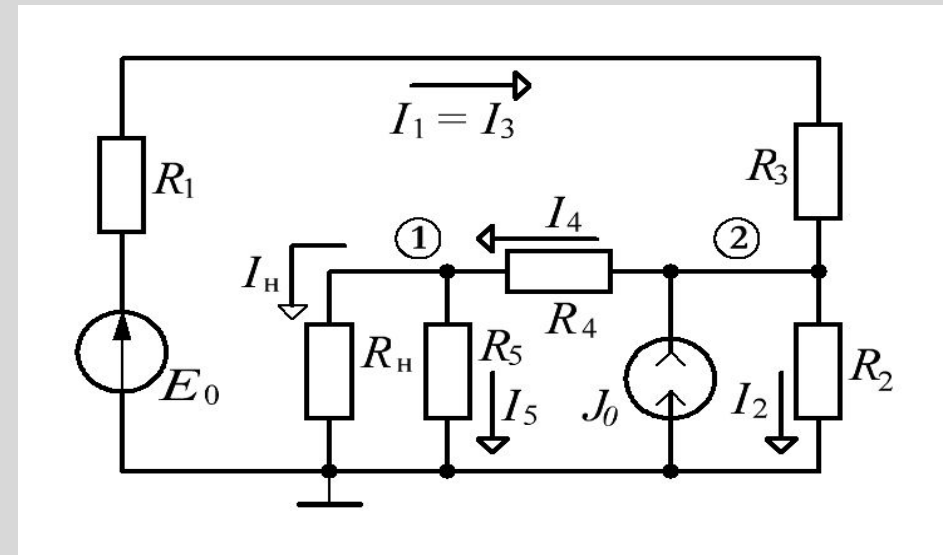 I₁ = I₃
R₁
R₃
I₄
1
2
Iн
R₄
Rн
R₅
E₀
I₅
J₀
I₂
R₂